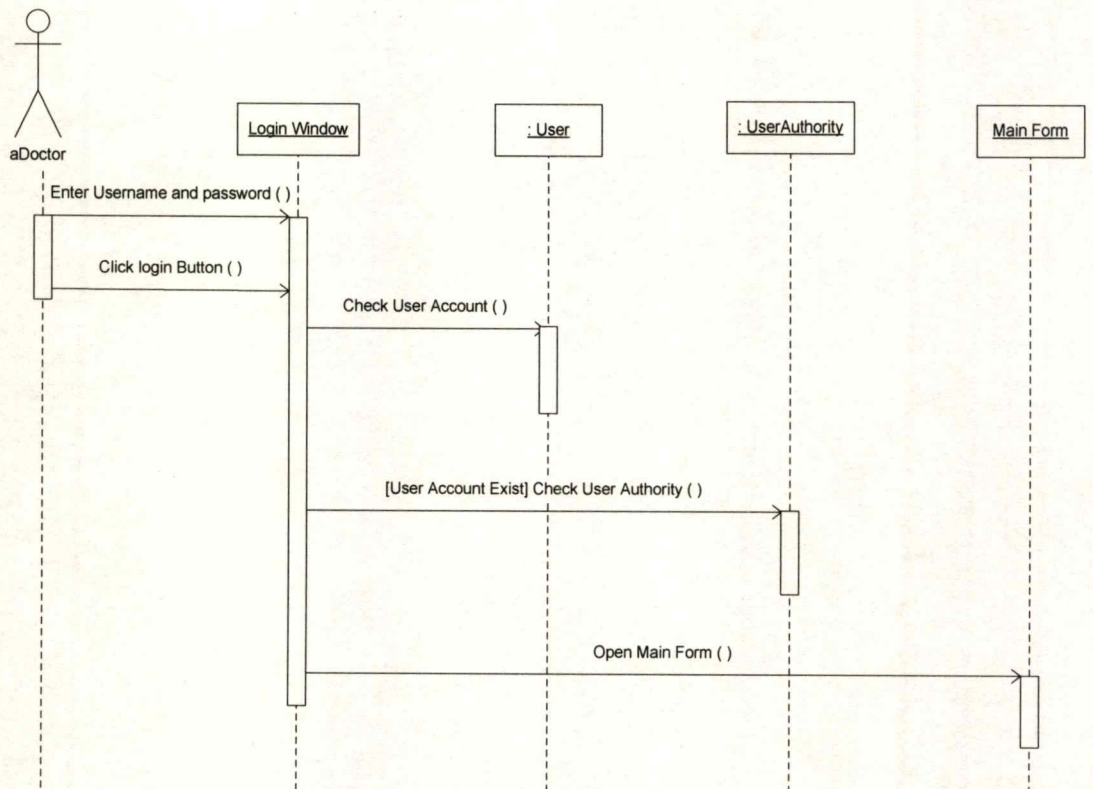 aDoctor
Login Window
: User
: UserAuthority
Main Form
Enter Username and password ( )
Click login Button ( )
Check User Account ( )
[User Account Exist] Check User Authority ( )
Open Main Form ( )